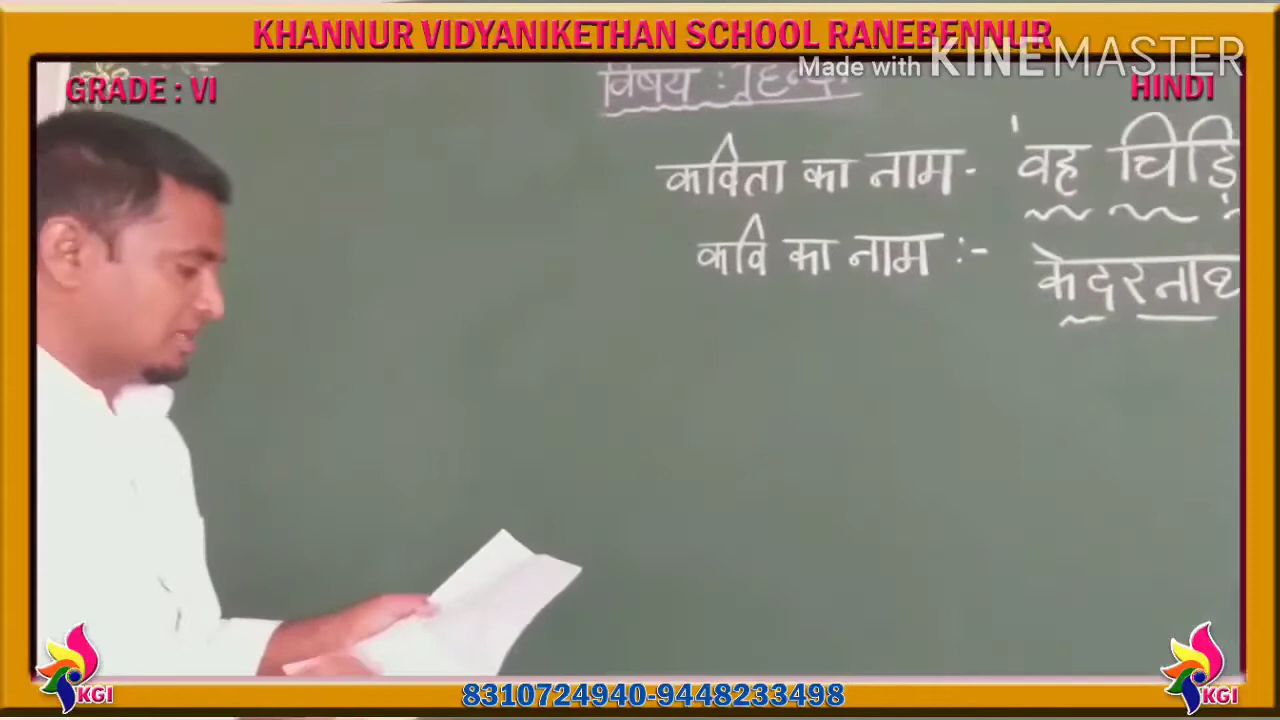 KHANNUR VIDYANIKETHAN SCHOOL RANEBENNUR
Made with KINEMASTER
GRADE : VI
HINDI
विषय :
कविता का नाम - 'वह चिड़ि
कवि का नाम :- केदरनाथ
KGI
8310724940-9448233498
KGI